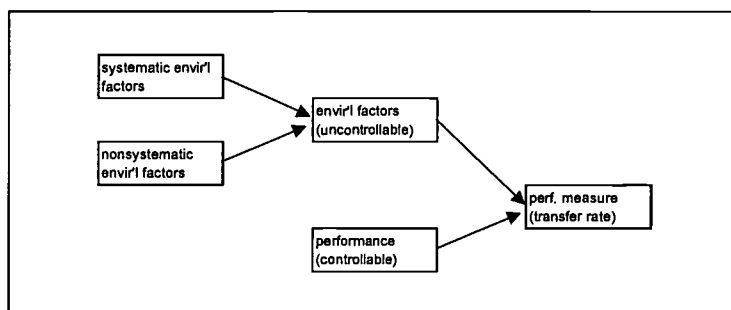 systematic envir'l
factors
envir'l factors
(uncontrollable)
nonsystematic
envir'l factors
perf. measure
(transfer rate)
performance
(controllable)